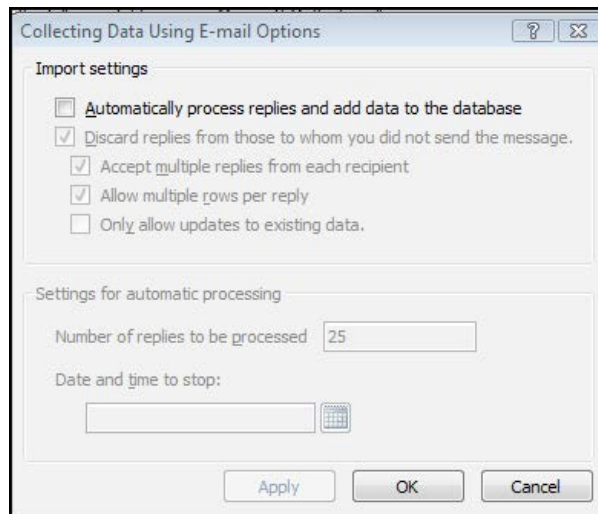 Collecting Data Using E-mail Options
Import settings
Automatically process replies and add data to the database
Discard replies from those to whom you did not send the message.
Accept multiple replies from each recipient
Allow multiple rows per reply
Only allow updates to existing data.
Settings for automatic processing
Number of replies to be processed 25
Date and time to stop:
Apply OK Cancel